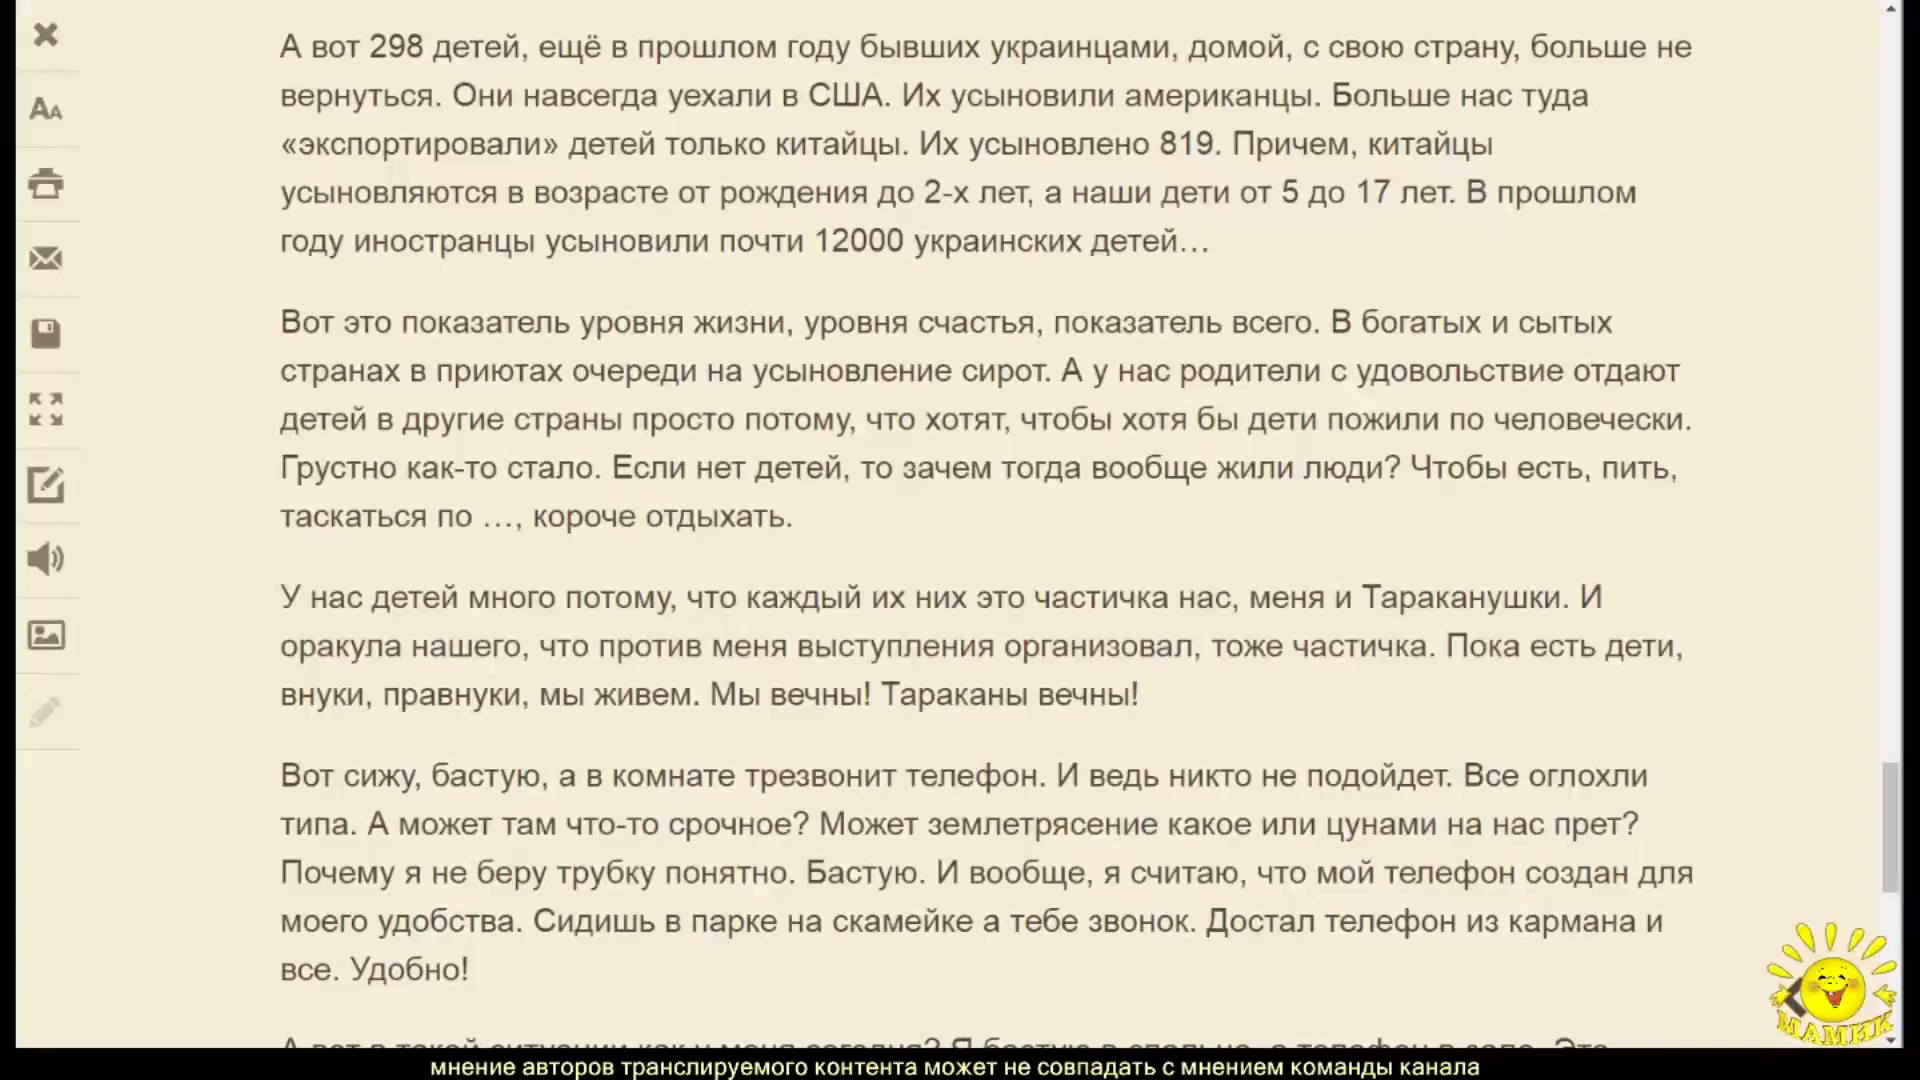 А вот 298 детей, ещё в прошлом году бывших украинцами, домой, с свою страну, больше не
вернуться. Они навсегда уехали в США. Их усыновили американцы. Больше нас туда
«экспортировали» детей только китайцы. Их усыновлено 819. Причем, китайцы
усыновляются в возрасте от рождения до 2-х лет, а наши дети от 5 до 17 лет. В прошлом
году иностранцы усыновили почти 12000 украинских детей…
Вот это показатель уровня жизни, уровня счастья, показатель всего. В богатых и сытых
странах в приютах очереди на усыновление сирот. А у нас родители с удовольствие отдают
детей в другие страны просто потому, что хотят, чтобы хотя бы дети пожили по человечески.
Грустно как-то стало. Если нет детей, то зачем тогда вообще жили люди? Чтобы есть, пить,
таскаться по …, короче отдыхать.
У нас детей много потому, что каждый их них это частичка нас, меня и Тараканушки. И
оракула нашего, что против меня выступления организовал, тоже частичка. Пока есть дети,
внуки, правнуки, мы живем. Мы вечны! Тараканы вечны!
Вот сижу, бастую, а в комнате трезвонит телефон. И ведь никто не подойдет. Все оглохли
типа. А может там что-то срочное? Может землетрясение какое или цунами на нас прет?
Почему я не беру трубку понятно. Бастую. И вообще, я считаю, что мой телефон создан для
моего удобства. Сидишь в парке на скамейке а тебе звонок. Достал телефон из кармана и
все. Удобно!
МАМИК
мнение авторов транслируемого контента может не совпадать с мнением команды канала